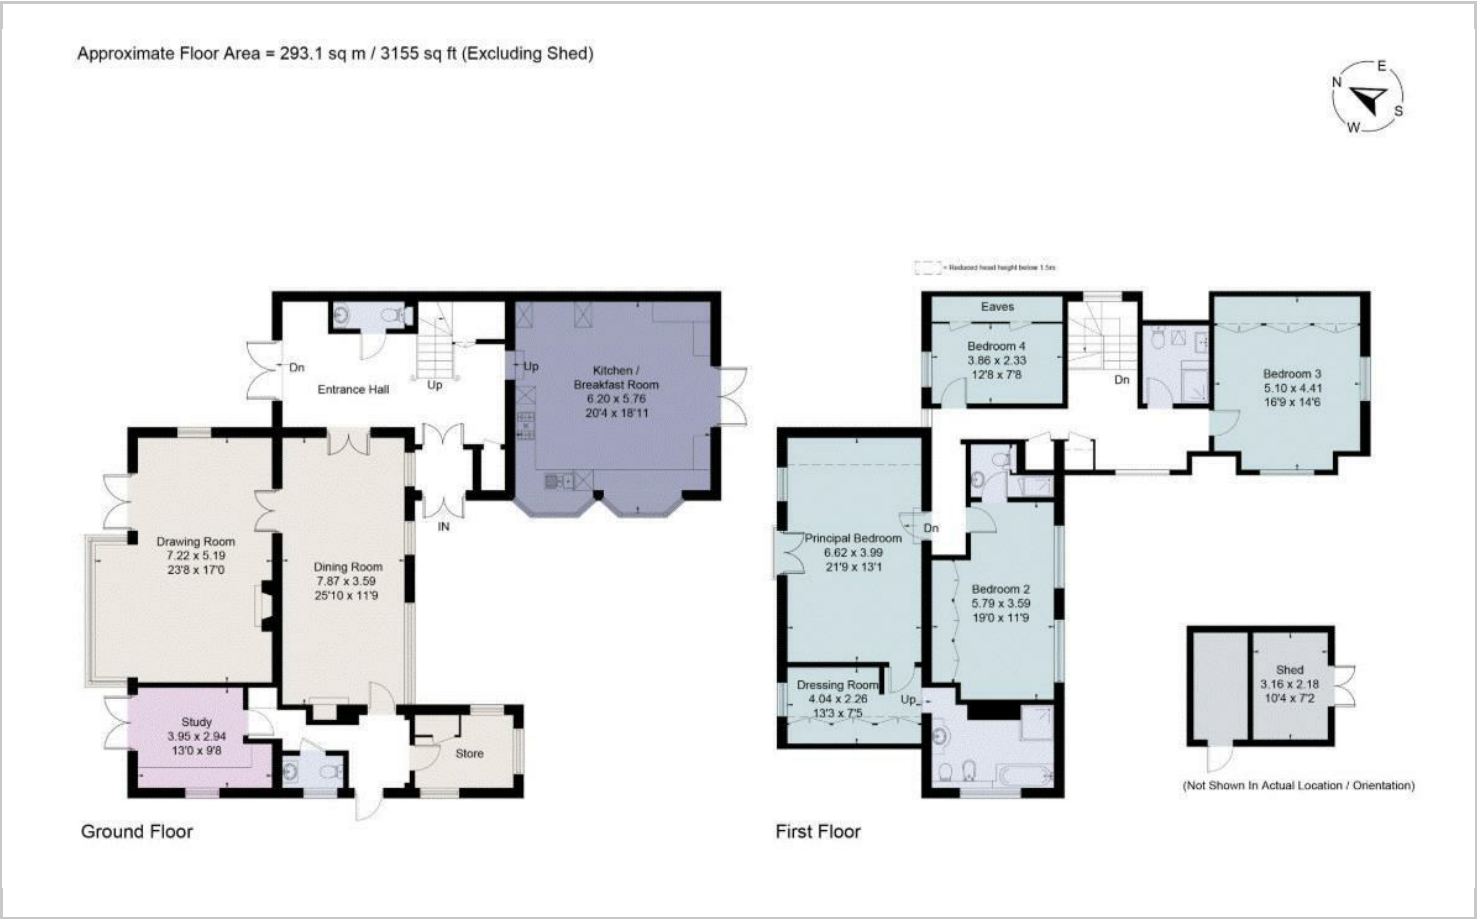 Approximate Floor Area = 293.1 sq m / 3155 sq ft (Excluding Shed)
N
E
S
W
= Reduced head height below 1.5m
Dn
Entrance Hall
Up
Up
Kitchen /
Breakfast Room
6.20 x 5.76
20'4 x 18'11
IN
Drawing Room
7.22 x 5.19
23'8 x 17'0
Dining Room
7.87 x 3.59
25'10 x 11'9
Study
3.95 x 2.94
13'0 x 9'8
Store
Ground Floor
Eaves
Bedroom 4
3.86 x 2.33
12'8 x 7'8
Dn
Bedroom 3
5.10 x 4.41
16'9 x 14'6
Principal Bedroom
6.62 x 3.99
21'9 x 13'1
Dn
Bedroom 2
5.79 x 3.59
19'0 x 11'9
Dressing Room
4.04 x 2.26
13'3 x 7'5
Up
First Floor
Shed
3.16 x 2.18
10'4 x 7'2
(Not Shown In Actual Location / Orientation)